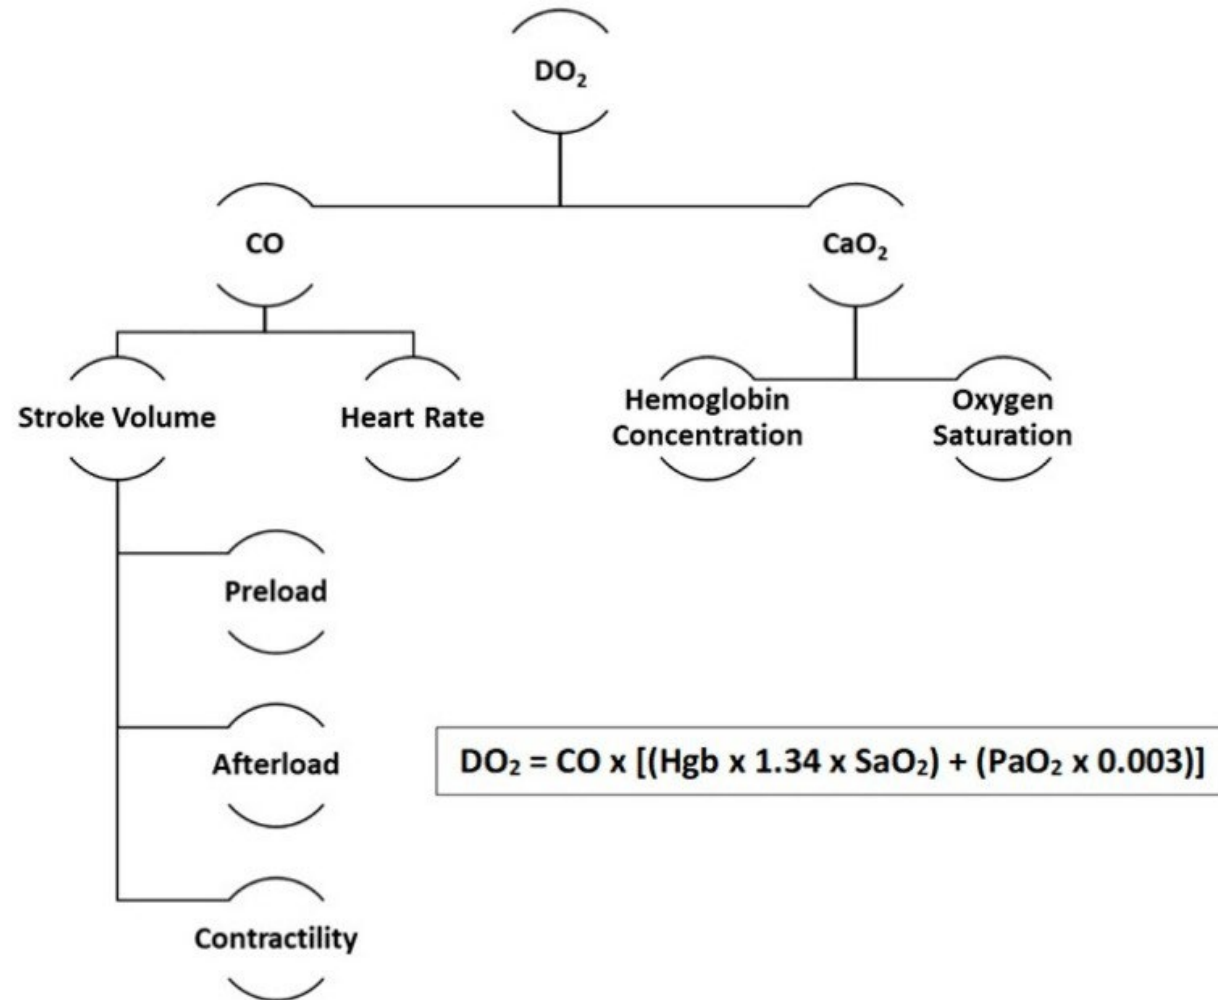 DO₂
CO
CaO₂
Stroke Volume
Heart Rate
Hemoglobin
Concentration
Oxygen
Saturation
Preload
Afterload
DO₂ = CO x [(Hgb x 1.34 x SaO₂) + (PaO₂ x 0.003)]
Contractility